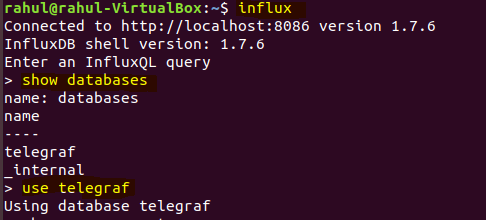 rahul@rahul-VirtualBox:~$ influx
Connected to http://localhost:8086 version 1.7.6
InfluxDB shell version: 1.7.6
Enter an InfluxQL query
> show databases
name: databases
name
----
telegraf
_internal
> use telegraf
Using database telegraf